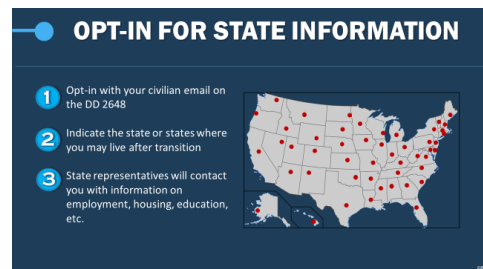 OPT-IN FOR STATE INFORMATION
1 Opt-in with your civilian email on
the DD 2648
2 Indicate the state or states where
you may live after transition
3 State representatives will contact
you with information on
employment, housing, education,
etc.